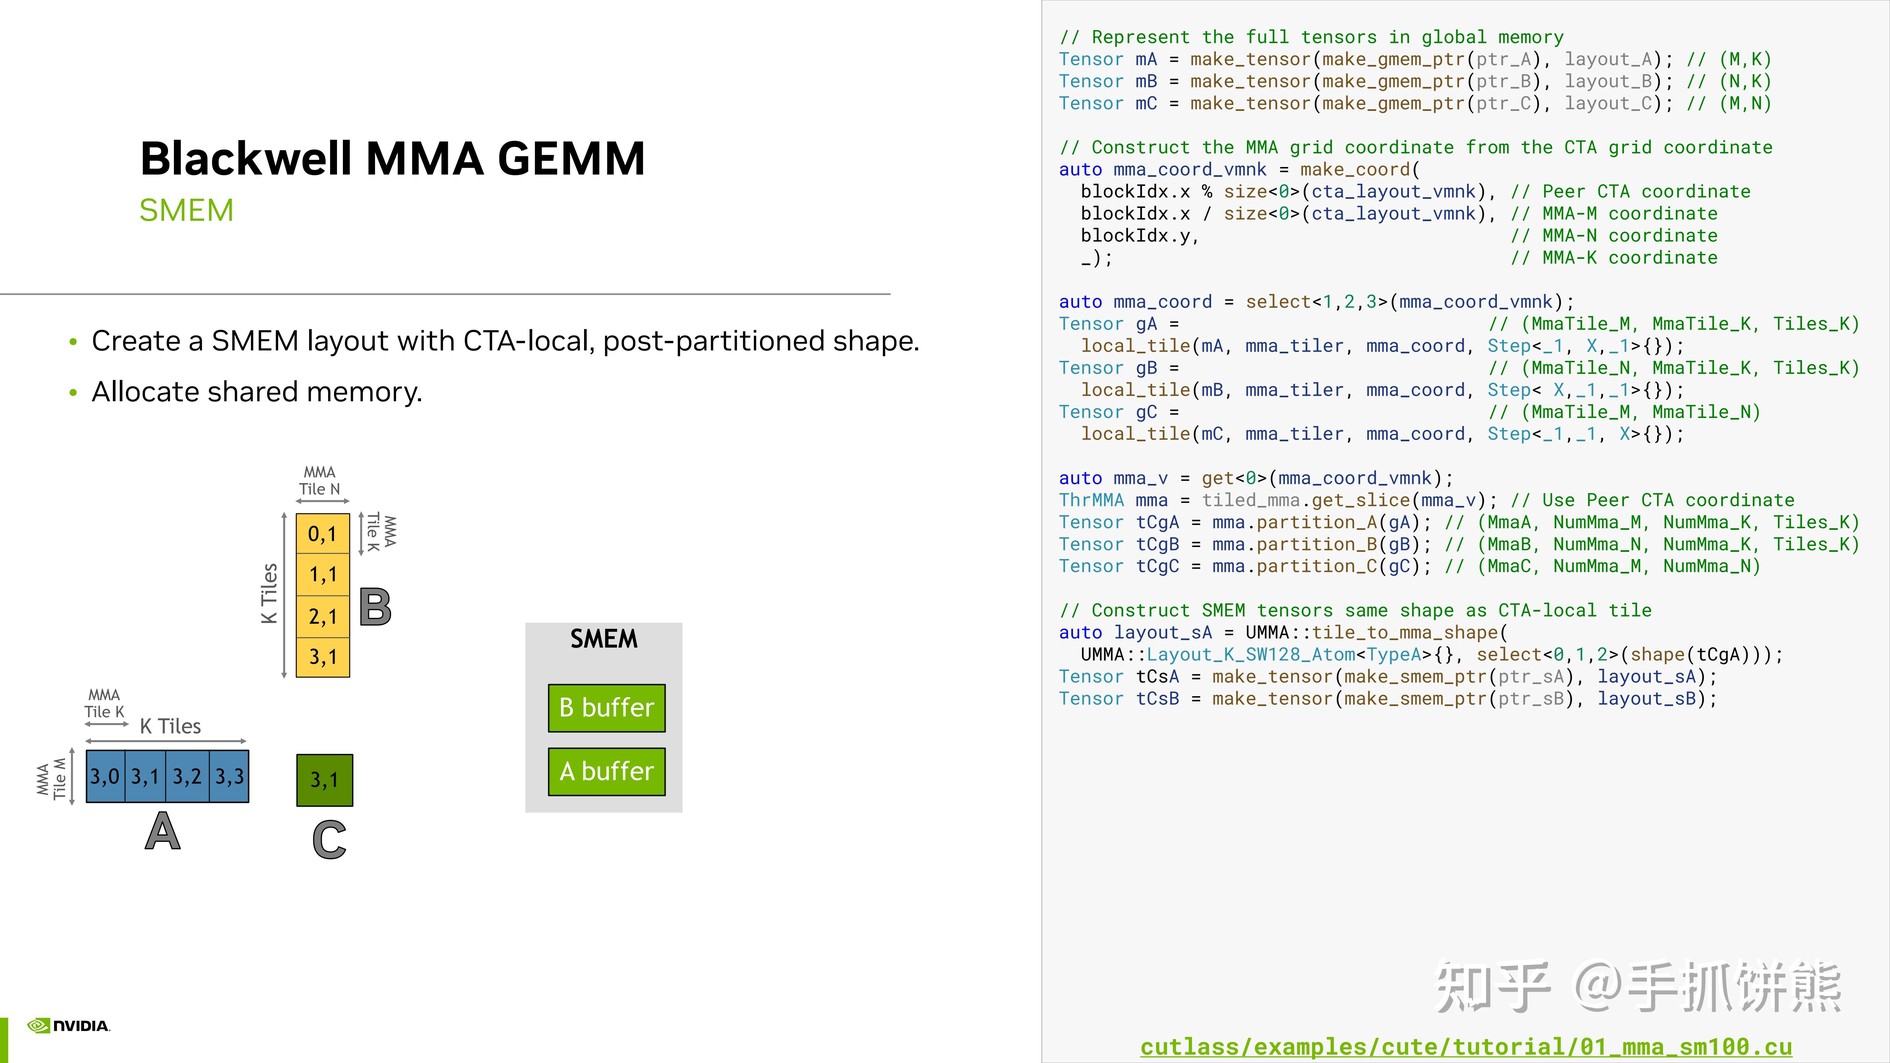 Blackwell MMA GEMM
SMEM
• Create a SMEM layout with CTA-local, post-partitioned shape.
• Allocate shared memory.
MMA
Tile N
0,1
1,1
2,1
3,1
MMA
Tile K
K Tiles
B
MMA
Tile K
K Tiles
MMA
Tile M
3,0 3,1 3,2 3,3
A
3,1
C
SMEM
B buffer
A buffer
NVIDIA.
// Represent the full tensors in global memory
Tensor mA = make_tensor(make_gmem_ptr(ptr_A), layout_A); // (M,K)
Tensor mB = make_tensor(make_gmem_ptr(ptr_B), layout_B); // (N,K)
Tensor mC = make_tensor(make_gmem_ptr(ptr_C), layout_C); // (M,N)
// Construct the MMA grid coordinate from the CTA grid coordinate
auto mma_coord_vmnk = make_coord(
  blockIdx.x % size<0>(cta_layout_vmnk), // Peer CTA coordinate
  blockIdx.x / size<0>(cta_layout_vmnk), // MMA-M coordinate
  blockIdx.y,                            // MMA-N coordinate
  _);                                    // MMA-K coordinate
auto mma_coord = select<1,2,3>(mma_coord_vmnk);
Tensor gA =                            // (MmaTile_M, MmaTile_K, Tiles_K)
  local_tile(mA, mma_tiler, mma_coord, Step<_1, X,_1>{});
Tensor gB =                            // (MmaTile_N, MmaTile_K, Tiles_K)
  local_tile(mB, mma_tiler, mma_coord, Step< X,_1,_1>{});
Tensor gC =                            // (MmaTile_M, MmaTile_N)
  local_tile(mC, mma_tiler, mma_coord, Step<_1,_1, X>{});
auto mma_v = get<0>(mma_coord_vmnk);
ThrMMA mma = tiled_mma.get_slice(mma_v); // Use Peer CTA coordinate
Tensor tCgA = mma.partition_A(gA); // (MmaA, NumMma_M, NumMma_K, Tiles_K)
Tensor tCgB = mma.partition_B(gB); // (MmaB, NumMma_N, NumMma_K, Tiles_K)
Tensor tCgC = mma.partition_C(gC); // (MmaC, NumMma_M, NumMma_N)
// Construct SMEM tensors same shape as CTA-local tile
auto layout_sA = UMMA::tile_to_mma_shape(
  UMMA::Layout_K_SW128_Atom<TypeA>{}, select<0,1,2>(shape(tCgA)));
Tensor tCsA = make_tensor(make_smem_ptr(ptr_sA), layout_sA);
Tensor tCsB = make_tensor(make_smem_ptr(ptr_sB), layout_sB);
知乎 @手抓饼熊
cutlass/examples/cute/tutorial/01_mma_sm100.cu